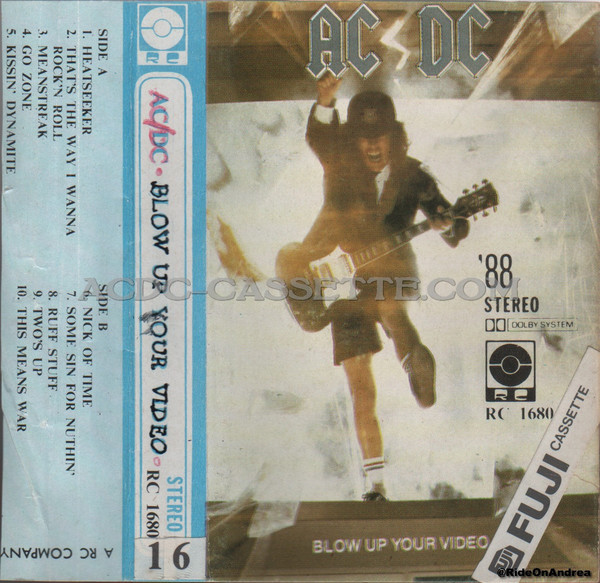 SIDE A
1. HEATSEEKER
2. THAT'S THE WAY I WANNA
ROCK'N ROLL
3. MEANSTREAK
4. GO ZONE
5. KISSIN' DYNAMITE
SIDE B
6. NICK OF TIME
7. SOME SIN FOR NUTHIN'
8. RUFF STUFF
9. TWO'S UP
10. THIS MEANS WAR
A RC COMPANY
RC
AC/DC • BLOW UP YOUR VIDEO •
STEREO
RC 1680
16
AC DC
'88
STEREO
DOLBY SYSTEM
RC
RC 1680
FUJI CASSETTE
BLOW UP YOUR VIDEO
ACDC-CASSETTE.COM
@RideOnAndrea